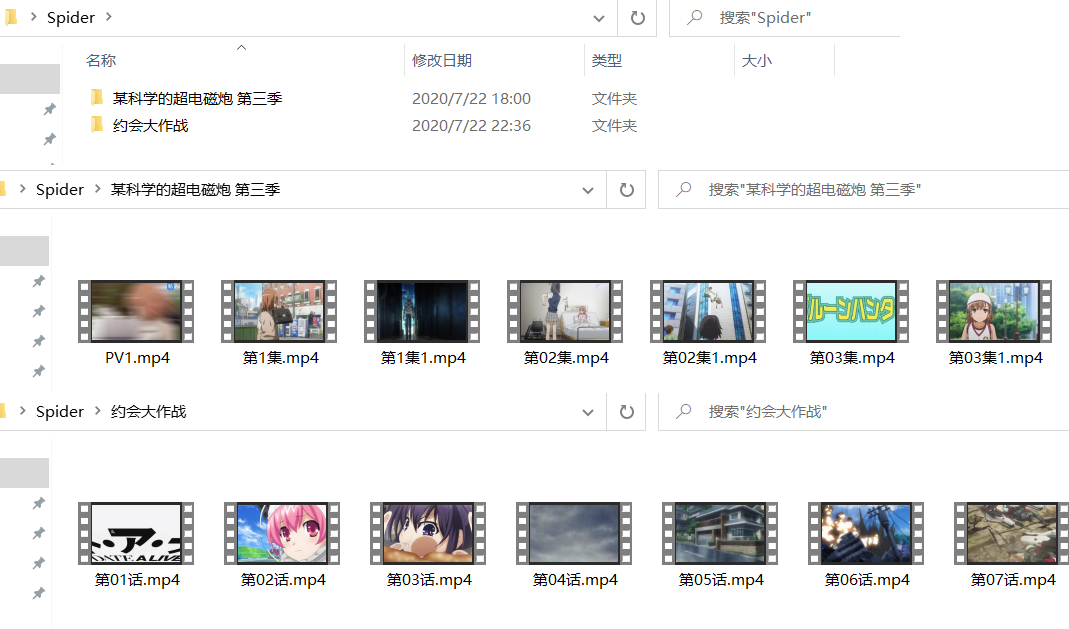 Spider
搜索"Spider"
名称 修改日期 类型 大小
某科学的超电磁炮 第三季 2020/7/22 18:00 文件夹
约会大作战 2020/7/22 22:36 文件夹
Spider 某科学的超电磁炮 第三季
搜索"某科学的超电磁炮 第三季"
ルーンハンタ
PV1.mp4 第1集.mp4 第1集1.mp4 第02集.mp4 第02集1.mp4 第03集.mp4 第03集1.mp4
Spider 约会大作战
搜索"约会大作战"
ア
第01话.mp4 第02话.mp4 第03话.mp4 第04话.mp4 第05话.mp4 第06话.mp4 第07话.mp4